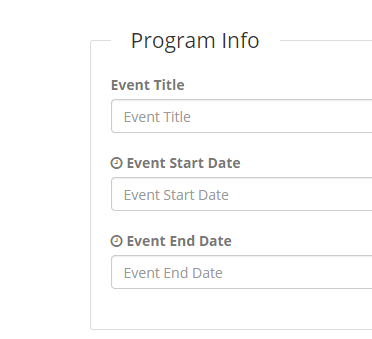 Program Info
Event Title
Event Title
Event Start Date
Event Start Date
Event End Date
Event End Date